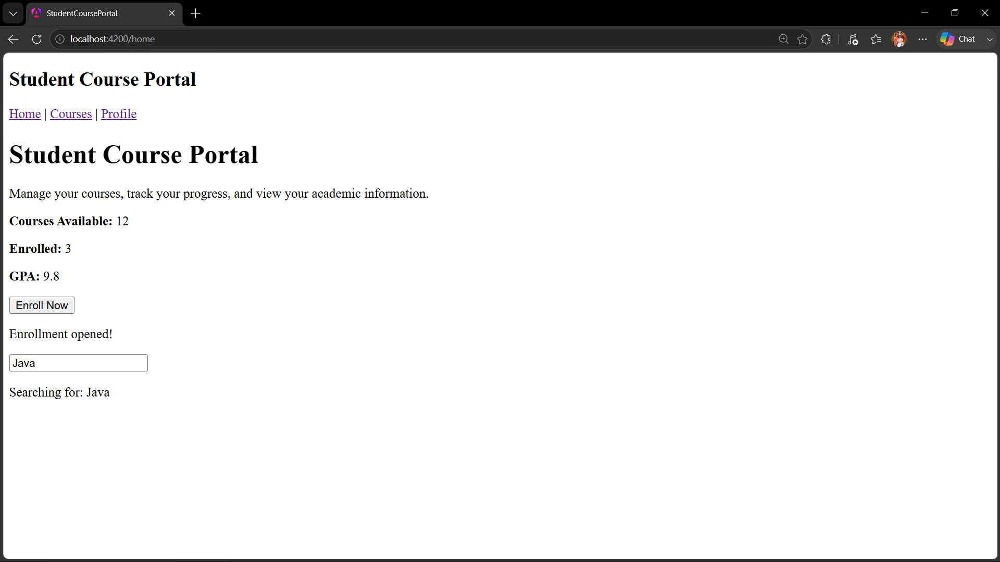 StudentCoursePortal
localhost:4200/home
Chat
Student Course Portal
Home | Courses | Profile
Student Course Portal
Manage your courses, track your progress, and view your academic information.
Courses Available: 12
Enrolled: 3
GPA: 9.8
Enroll Now
Enrollment opened!
Java
Searching for: Java